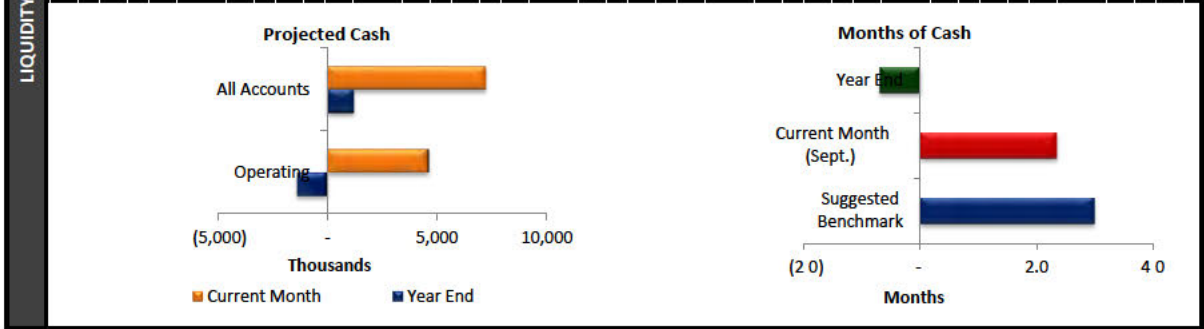 LIQUIDITY
Projected Cash
All Accounts
Operating
(5,000)
-
5,000
10,000
Thousands
Current Month
Year End
Months of Cash
Year End
Current Month
(Sept.)
Suggested
Benchmark
(2 0)
-
2.0
4 0
Months